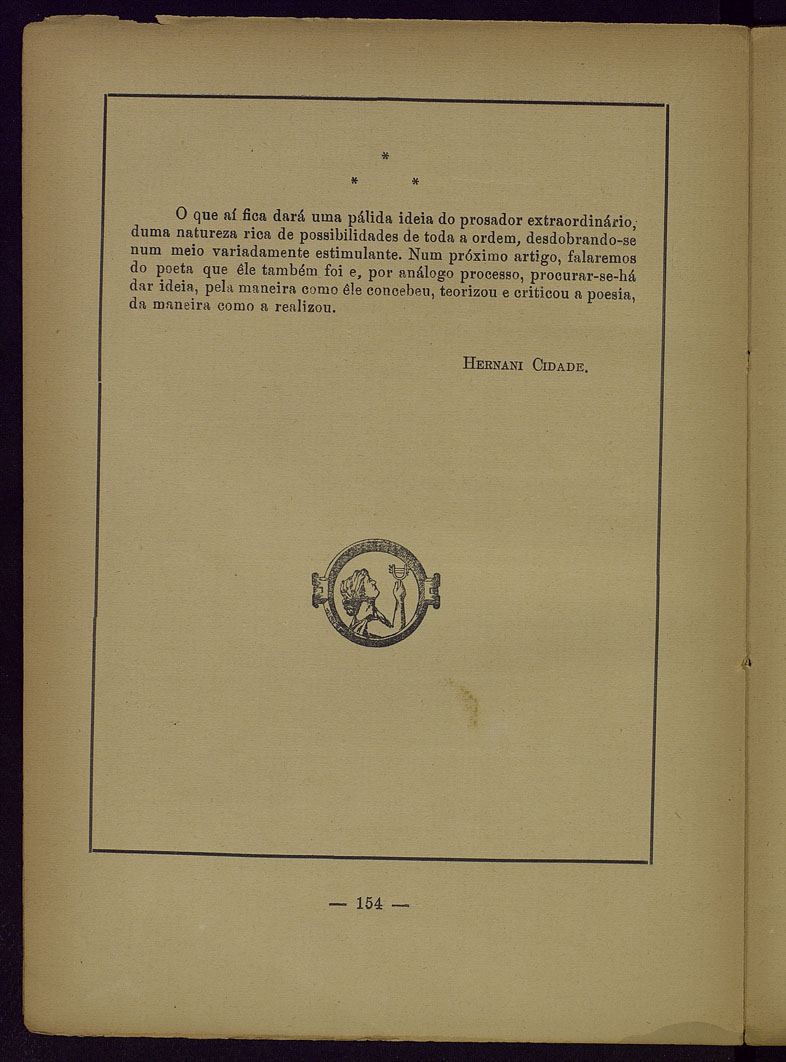 *
* *
O que aí fica dará uma pálida ideia do prosador extraordinário,
duma natureza rica de possibilidades de toda a ordem, desdobrando-se
num meio variadamente estimulante. Num próximo artigo, falaremos
do poeta que êle também foi e, por análogo processo, procurar-se-há
dar ideia, pela maneira como êle concebeu, teorizou e criticou a poesia,
da maneira como a realizou.
HERNANI CIDADE.
— 154 —